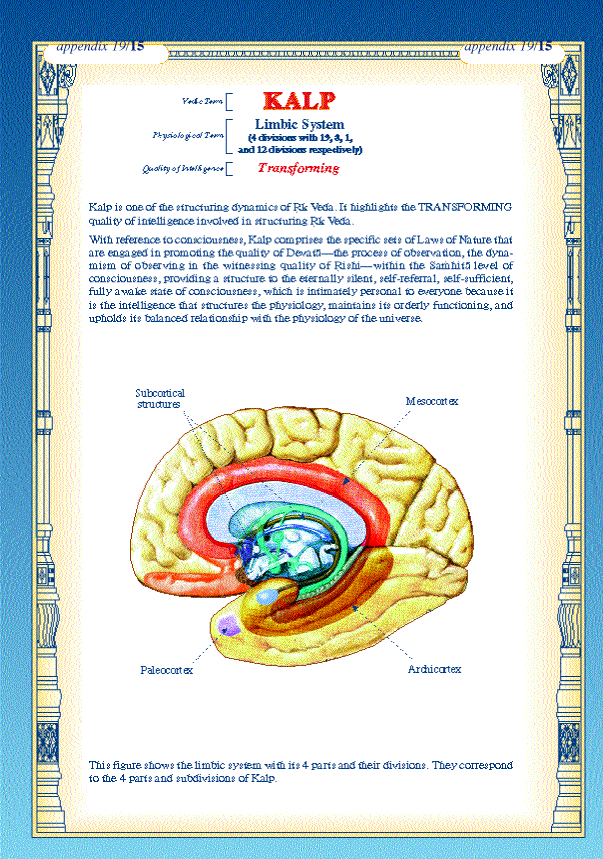 appendix 19/15
appendix 19/15
Vedic Term
KALP
Physiological Term
Limbic System
(4 divisions with 19, 8, 1,
and 12 divisions respectively)
Quality of Intelligence
Transforming
Kalp is one of the structuring dynamics of Ṛk Veda. It highlights the TRANSFORMING
quality of intelligence involved in structuring Ṛk Veda.
With reference to consciousness, Kalp comprises the specific sets of Laws of Nature that
are engaged in promoting the quality of Devatā—the process of observation, the dyna-
mism of observing in the witnessing quality of Ṛishi—within the Saṁhitā level of
consciousness, providing a structure to the eternally silent, self-referral, self-sufficient,
fully awake state of consciousness, which is intimately personal to everyone because it
is the intelligence that structures the physiology, maintains its orderly functioning, and
upholds its balanced relationship with the physiology of the universe.
Subcortical
structures
Mesocortex
Paleocortex
Archicortex
This figure shows the limbic system with its 4 parts and their divisions. They correspond
to the 4 parts and subdivisions of Kalp.